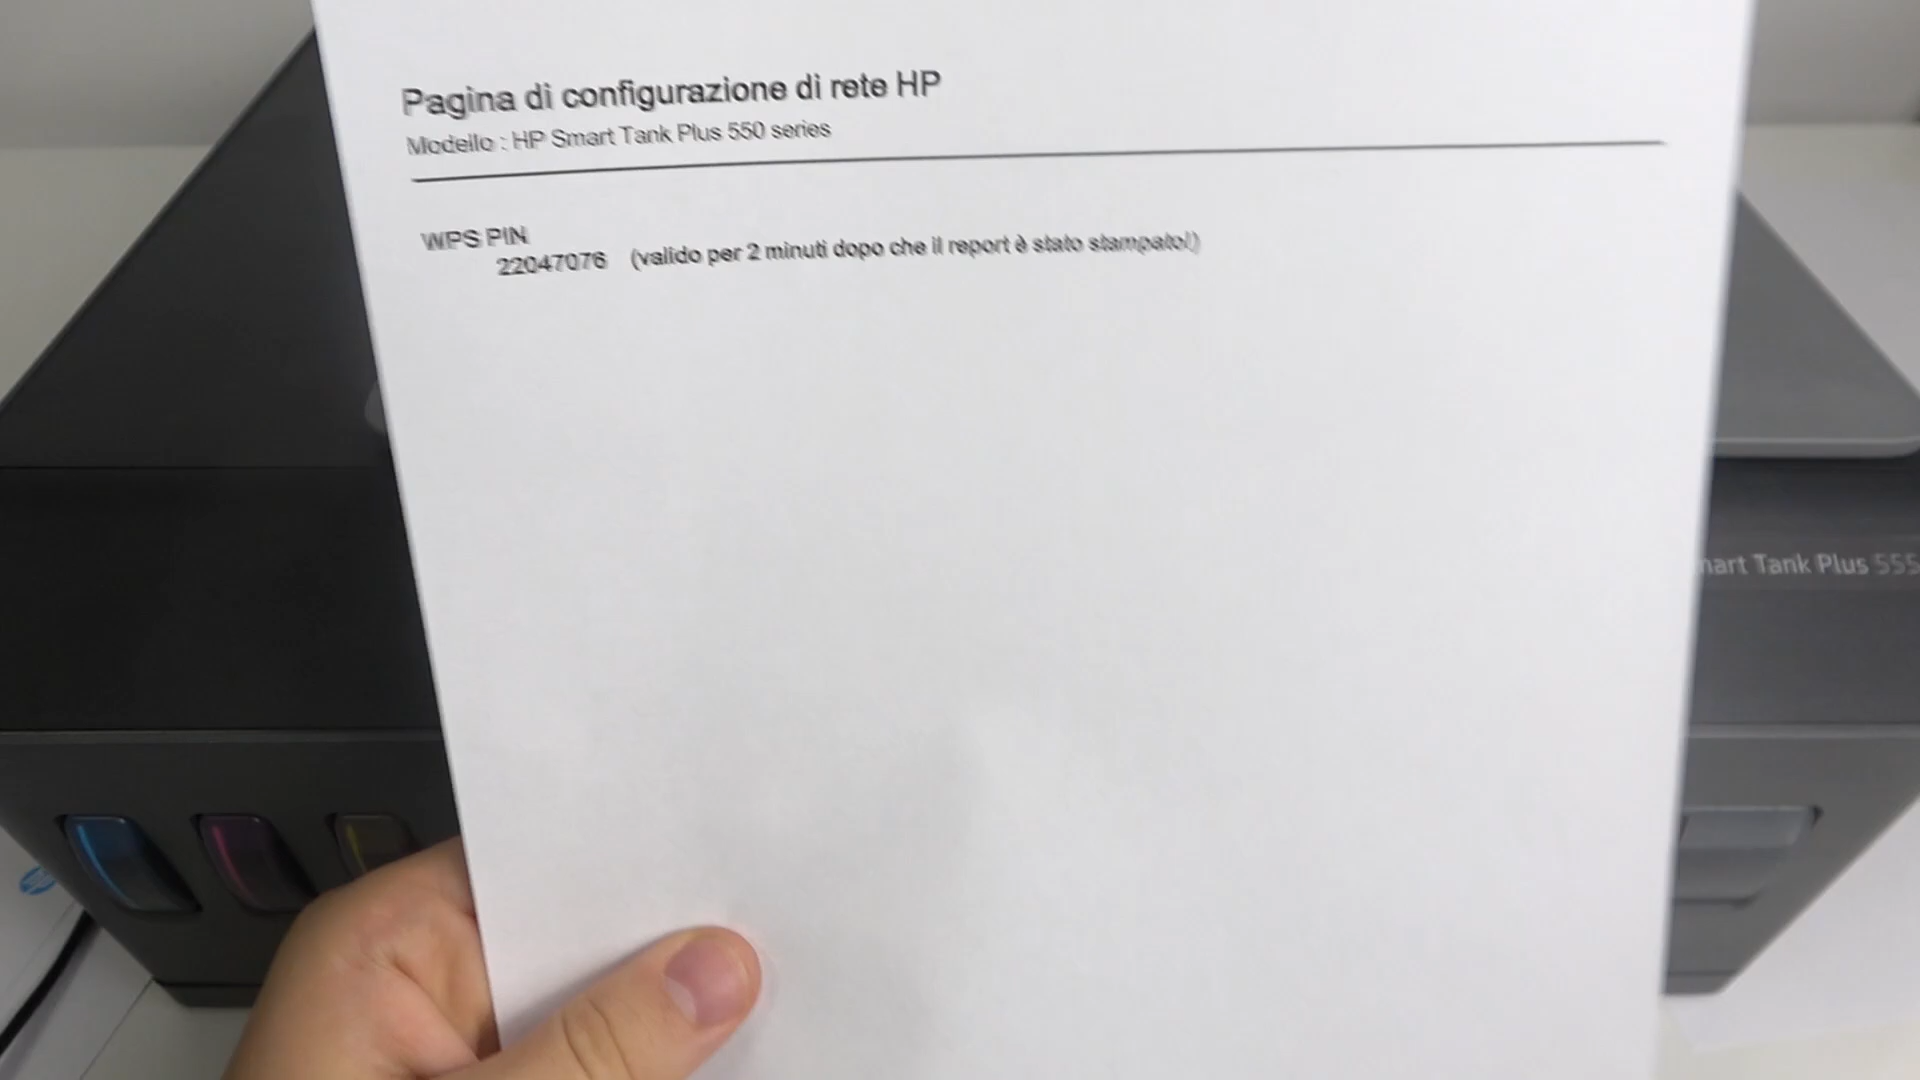 Pagina di configurazione di rete HP
Modello : HP Smart Tank Plus 550 series
WPS PIN
22047076 (valido per 2 minuti dopo che il report è stato stampato!)
Tank Plus 555